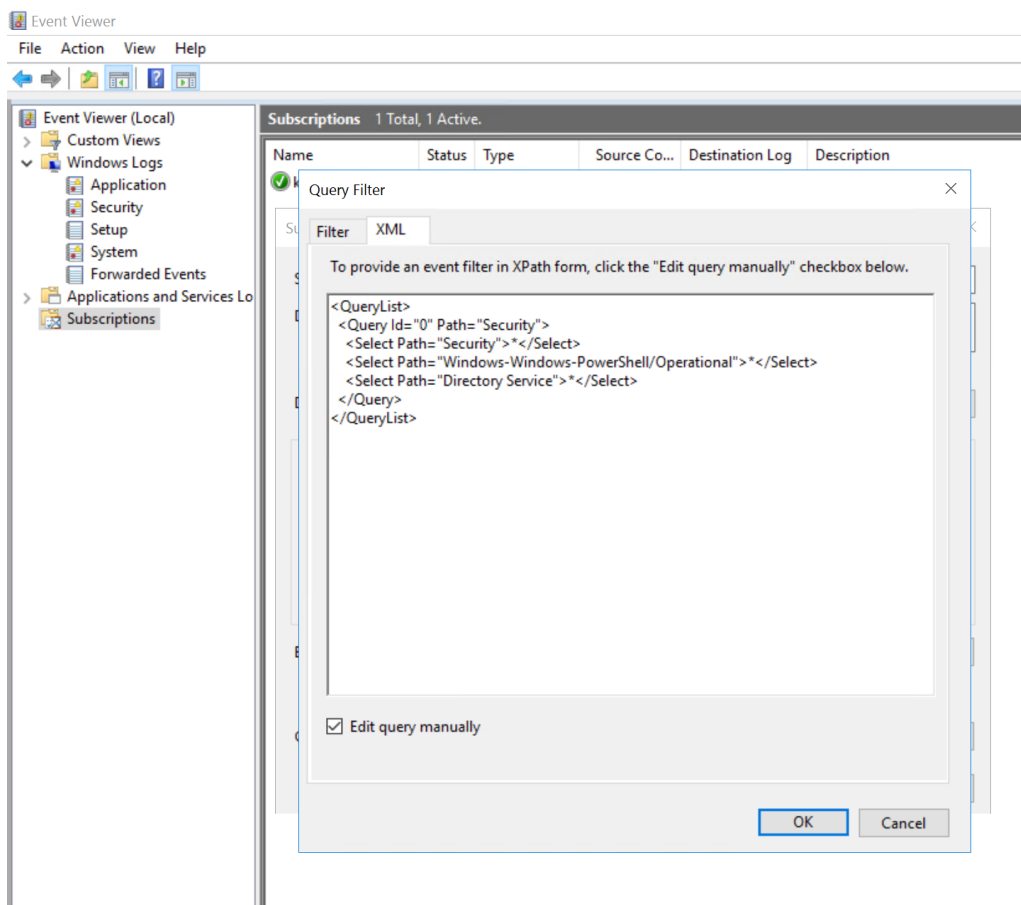 Event Viewer
File Action View Help
Event Viewer (Local)
Custom Views
Windows Logs
Application
Security
Setup
System
Forwarded Events
Applications and Services Lo
Subscriptions
Subscriptions 1 Total, 1 Active.
Name Status Type Source Co... Destination Log Description
Query Filter
Filter XML
To provide an event filter in XPath form, click the "Edit query manually" checkbox below.
<QueryList>
<Query Id="0" Path="Security">
<Select Path="Security">*</Select>
<Select Path="Windows-Windows-PowerShell/Operational">*</Select>
<Select Path="Directory Service">*</Select>
</Query>
</QueryList>
Edit query manually
OK Cancel